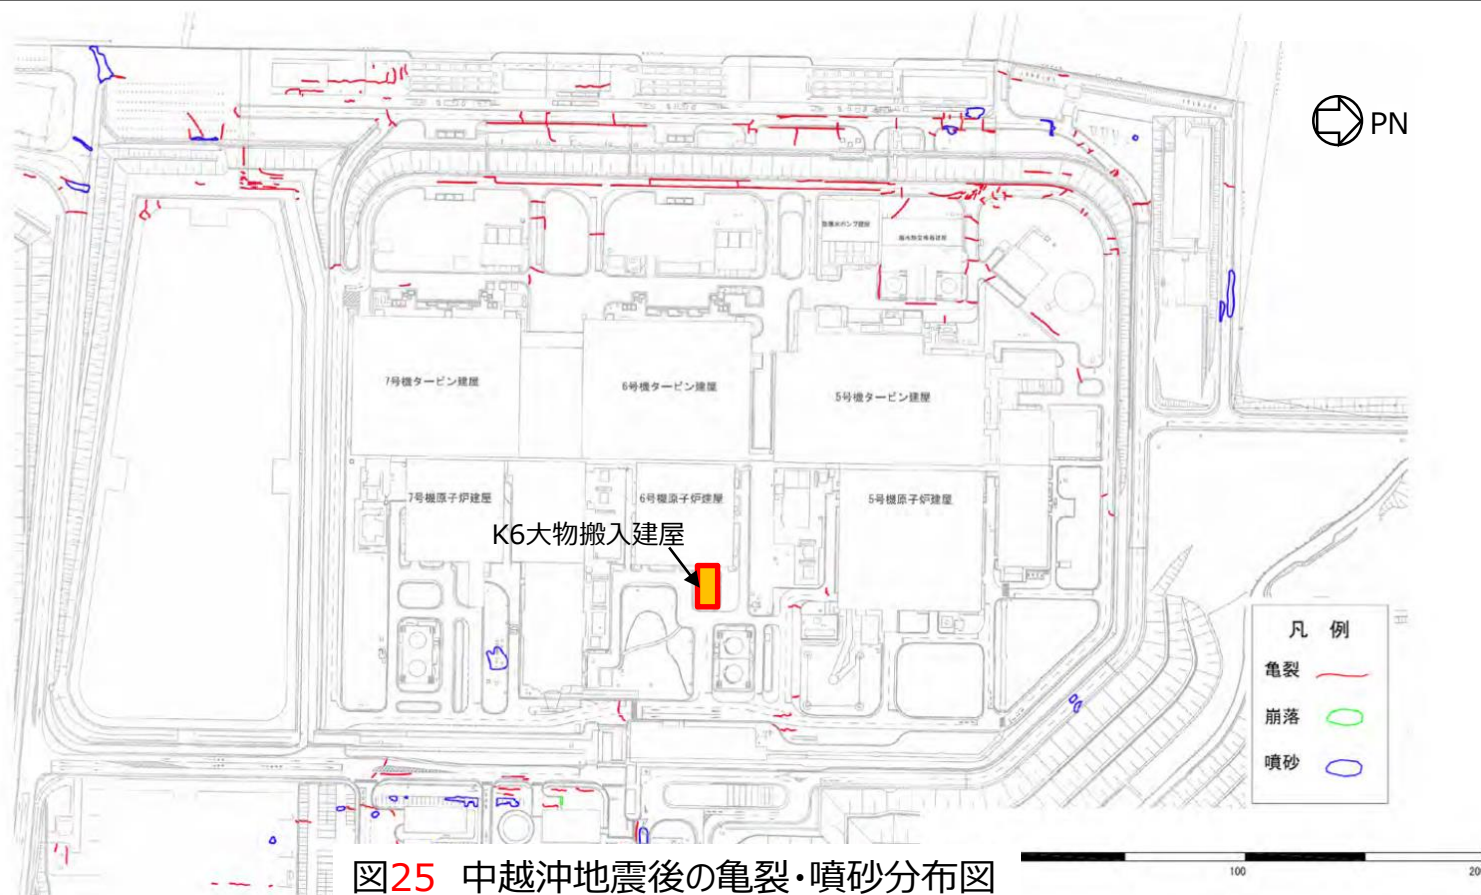 PN
7号機タービン建屋
6号機タービン建屋
5号機タービン建屋
7号機原子炉建屋
6号機原子炉建屋
5号機原子炉建屋
K6大物搬入建屋
凡 例
亀裂
崩落
噴砂
図25 中越沖地震後の亀裂・噴砂分布図
100